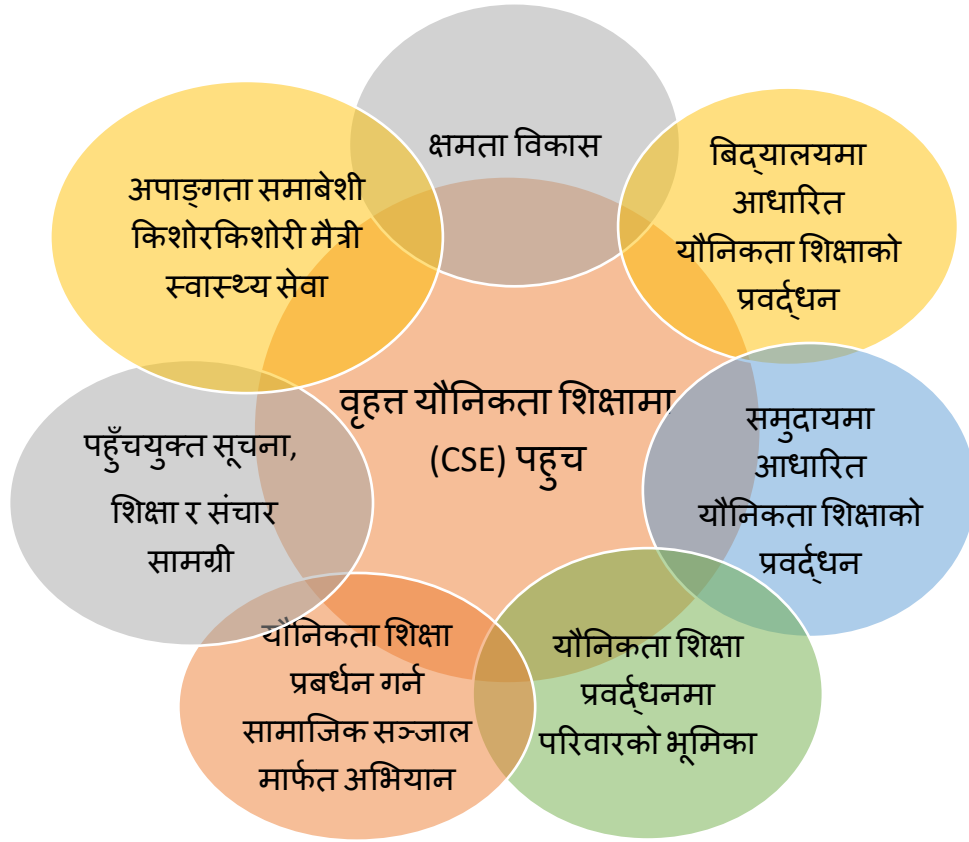 क्षमता विकास
बिद्यालयमा
आधारित
यौनिकता शिक्षाको
प्रवर्द्धन
समुदायमा
आधारित
यौनिकता शिक्षाको
प्रवर्द्धन
यौनिकता शिक्षा
प्रवर्द्धनमा
परिवारको भूमिका
यौनिकता शिक्षा
प्रबर्धन गर्न
सामाजिक सञ्जाल
मार्फत अभियान
पहुँचयुक्त सूचना,
शिक्षा र संचार
सामग्री
अपाङ्गता समाबेशी
किशोरकिशोरी मैत्री
स्वास्थ्य सेवा
वृहत्त यौनिकता शिक्षामा
(CSE) पहुच